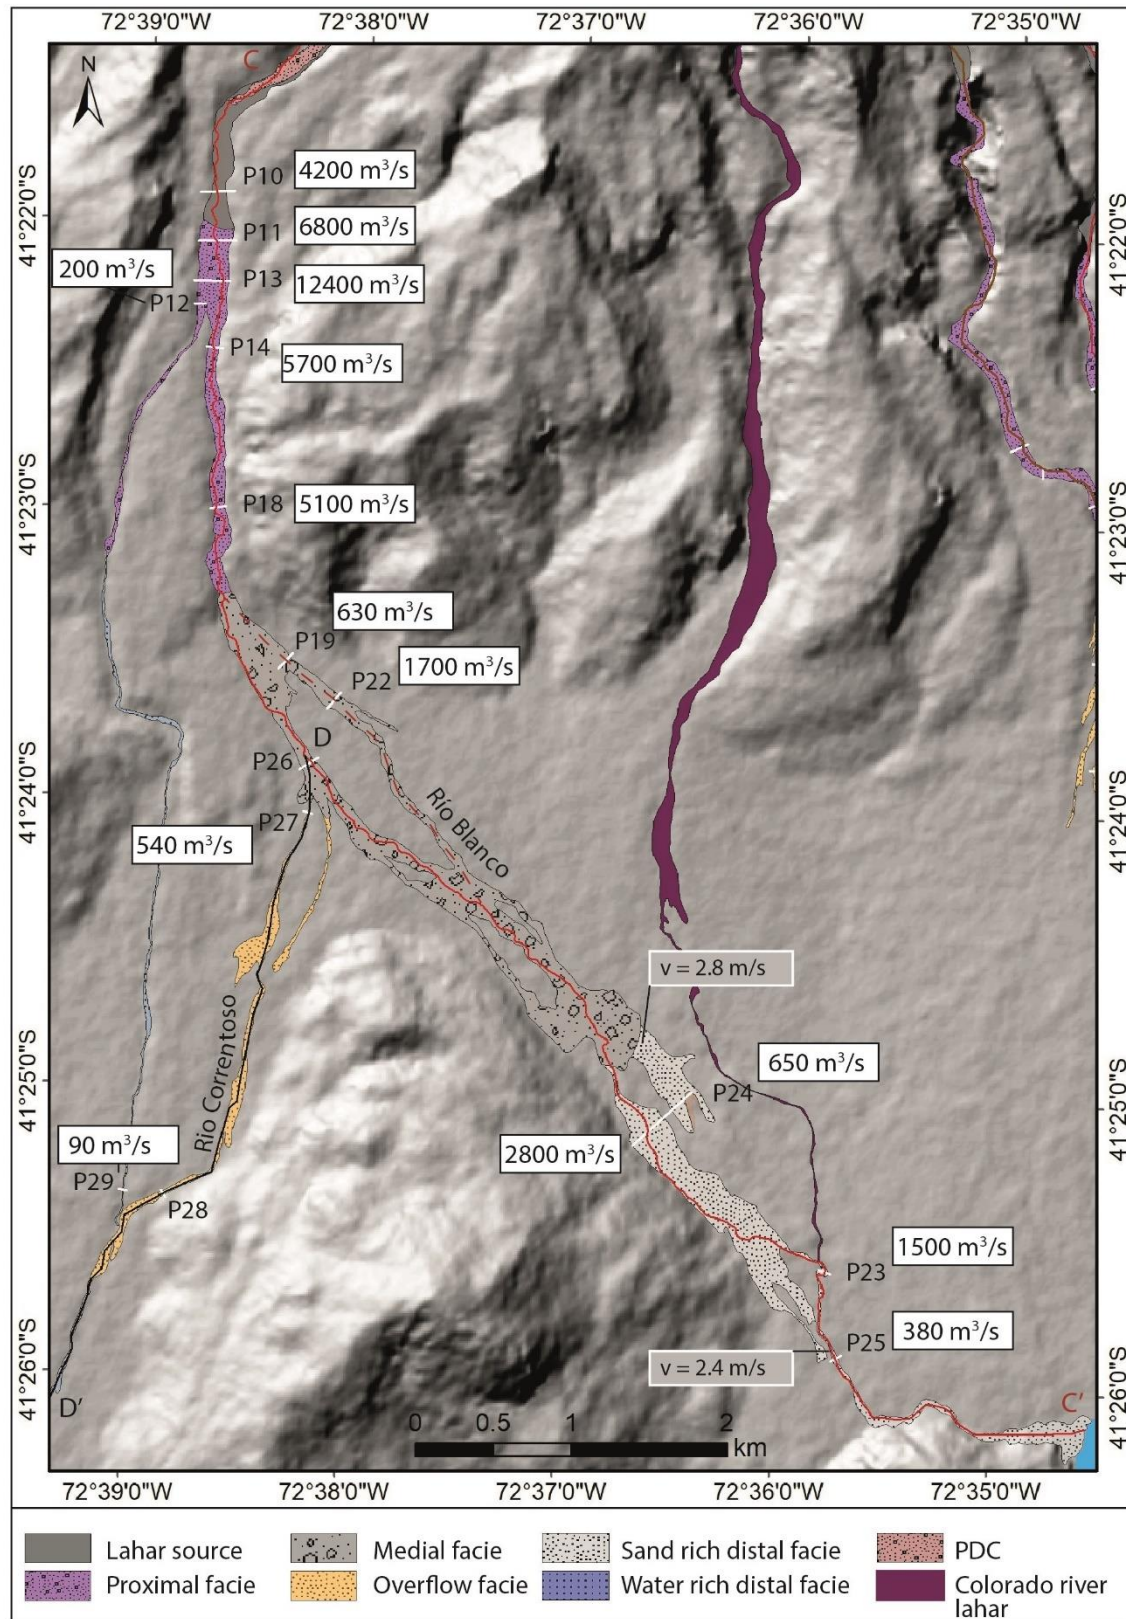 72°39'0"W 72°38'0"W 72°37'0"W 72°36'0"W 72°35'0"W
N
C
P10 4200 m³/s
41°22'0"S
41°22'0"S
P11 6800 m³/s
200 m³/s
P13 12400 m³/s
P12
P14
5700 m³/s
41°23'0"S
41°23'0"S
P18 5100 m³/s
630 m³/s
P19
1700 m³/s
P22
D
P26
41°24'0"S
41°24'0"S
P27
Río Blanco
540 m³/s
v = 2.8 m/s
Rio Correntoso
41°25'0"S
41°25'0"S
650 m³/s
P24
90 m³/s
2800 m³/s
P29
P28
1500 m³/s
P23
380 m³/s
P25
v = 2.4 m/s
41°26'0"S
41°26'0"S
D'
C'
0 0.5 1 2
km
72°39'0"W 72°38'0"W 72°37'0"W 72°36'0"W 72°35'0"W
Lahar source Medial facie Sand rich distal facie PDC
Proximal facie Overflow facie Water rich distal facie Colorado river
lahar